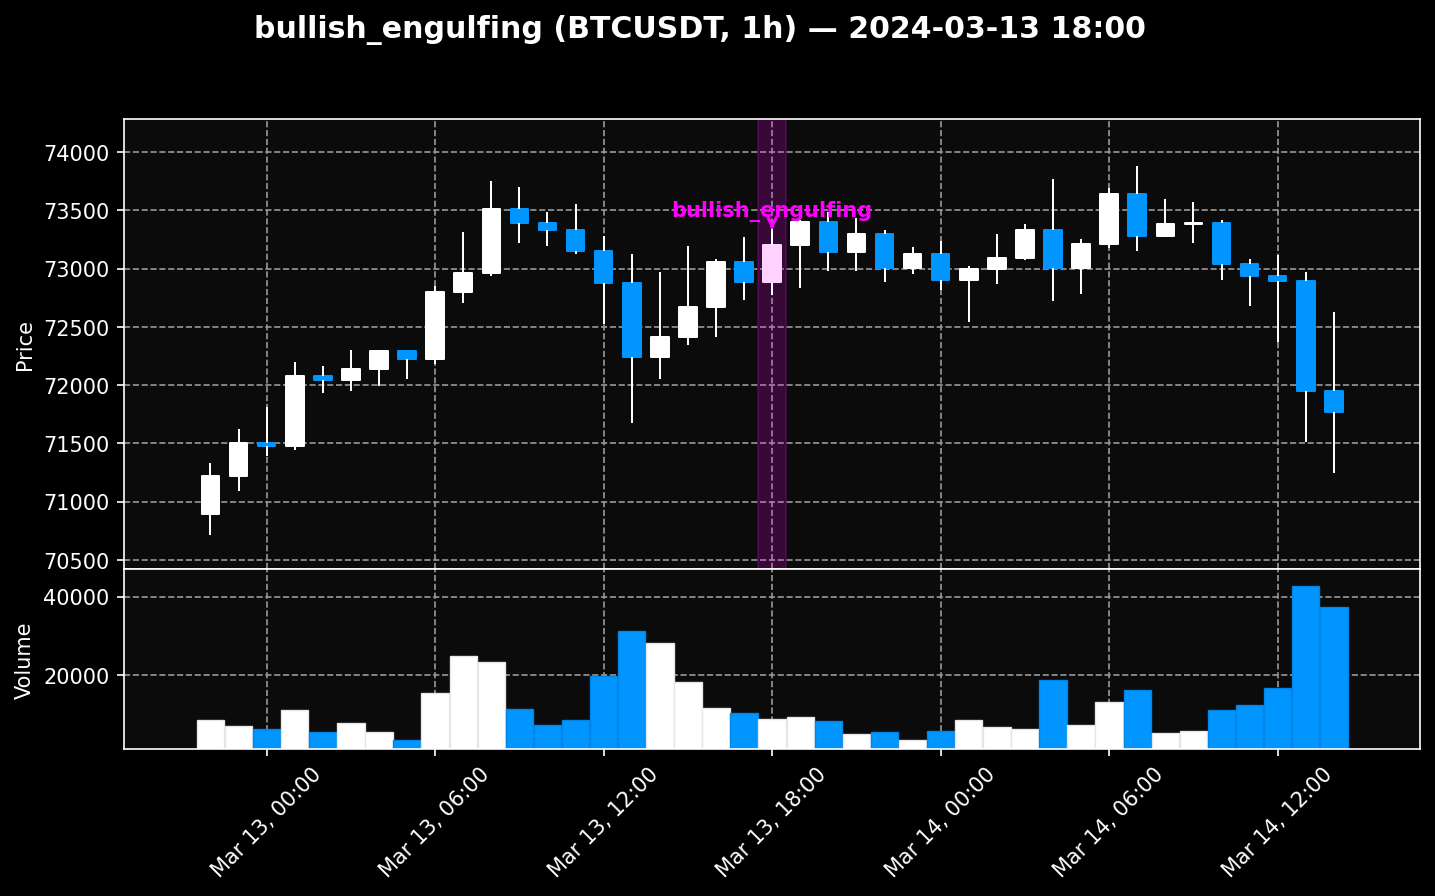 bullish_engulfing (BTCUSDT, 1h) — 2024-03-13 18:00
74000
73500
73000
72500
72000
71500
71000
70500
Price
bullish_engulfing
40000
20000
Volume
Mar 13, 00:00
Mar 13, 06:00
Mar 13, 12:00
Mar 13, 18:00
Mar 14, 00:00
Mar 14, 06:00
Mar 14, 12:00